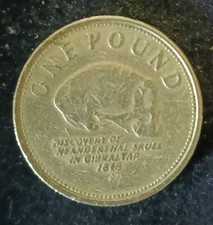 ONE POUND
DISCOVERY OF
NEANDERTHAL SKULL
IN GIBRALTAR
1848